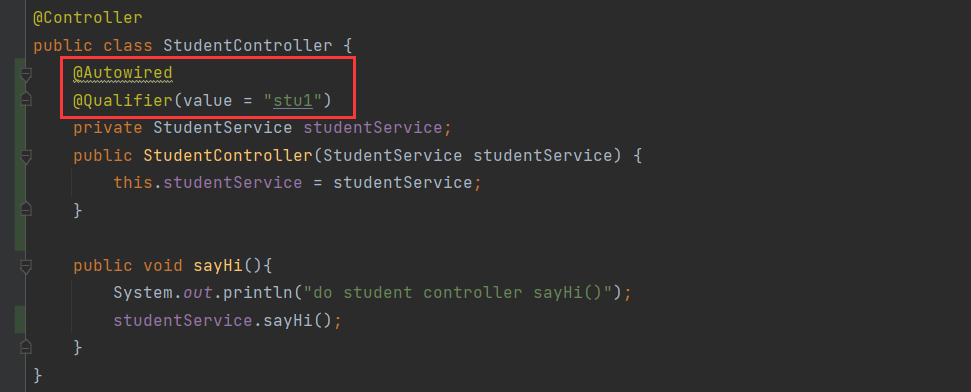 @Controller
public class StudentController {
@Autowired
@Qualifier(value = "stu1")
private StudentService studentService;
public StudentController(StudentService studentService) {
this.studentService = studentService;
}
public void sayHi(){
System.out.println("do student controller sayHi()");
studentService.sayHi();
}
}